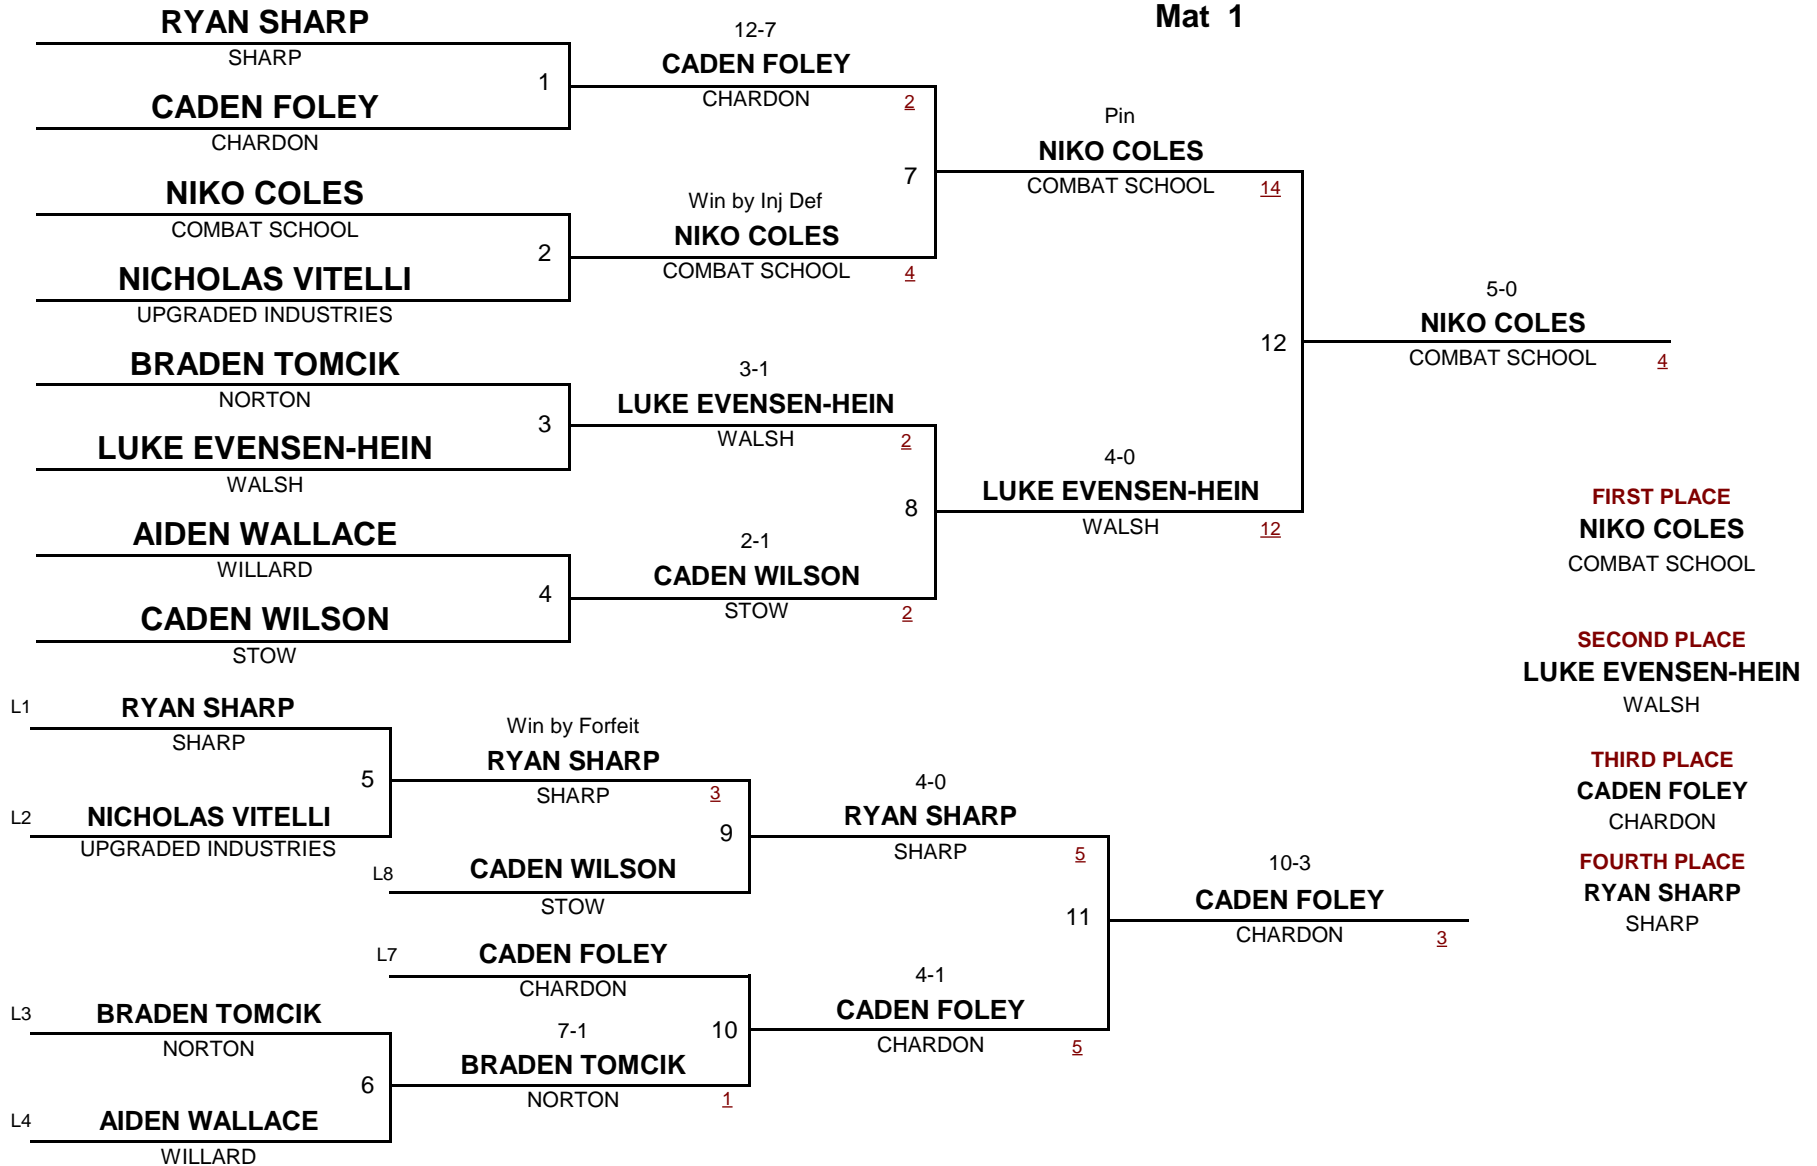 Mat 1
RYAN SHARP
SHARP
1
CADEN FOLEY
CHARDON
NIKO COLES
COMBAT SCHOOL
2
NICHOLAS VITELLI
UPGRADED INDUSTRIES
BRADEN TOMCIK
NORTON
3
LUKE EVENSEN-HEIN
WALSH
AIDEN WALLACE
WILLARD
4
CADEN WILSON
STOW
12-7
CADEN FOLEY
CHARDON 2
7
Win by Inj Def
NIKO COLES
COMBAT SCHOOL 4
3-1
LUKE EVENSEN-HEIN
WALSH 2
8
2-1
CADEN WILSON
STOW 2
Pin
NIKO COLES
COMBAT SCHOOL 14
12
4-0
LUKE EVENSEN-HEIN
WALSH 12
5-0
NIKO COLES
COMBAT SCHOOL 4
FIRST PLACE
NIKO COLES
COMBAT SCHOOL
SECOND PLACE
LUKE EVENSEN-HEIN
WALSH
THIRD PLACE
CADEN FOLEY
CHARDON
FOURTH PLACE
RYAN SHARP
SHARP
L1 RYAN SHARP
SHARP
5
L2 NICHOLAS VITELLI
UPGRADED INDUSTRIES
L3 BRADEN TOMCIK
NORTON
6
L4 AIDEN WALLACE
WILLARD
Win by Forfeit
RYAN SHARP
SHARP 3
9
L8 CADEN WILSON
STOW
L7 CADEN FOLEY
CHARDON
10
7-1
BRADEN TOMCIK
NORTON 1
4-0
RYAN SHARP
SHARP 5
11
4-1
CADEN FOLEY
CHARDON 5
10-3
CADEN FOLEY
CHARDON 3